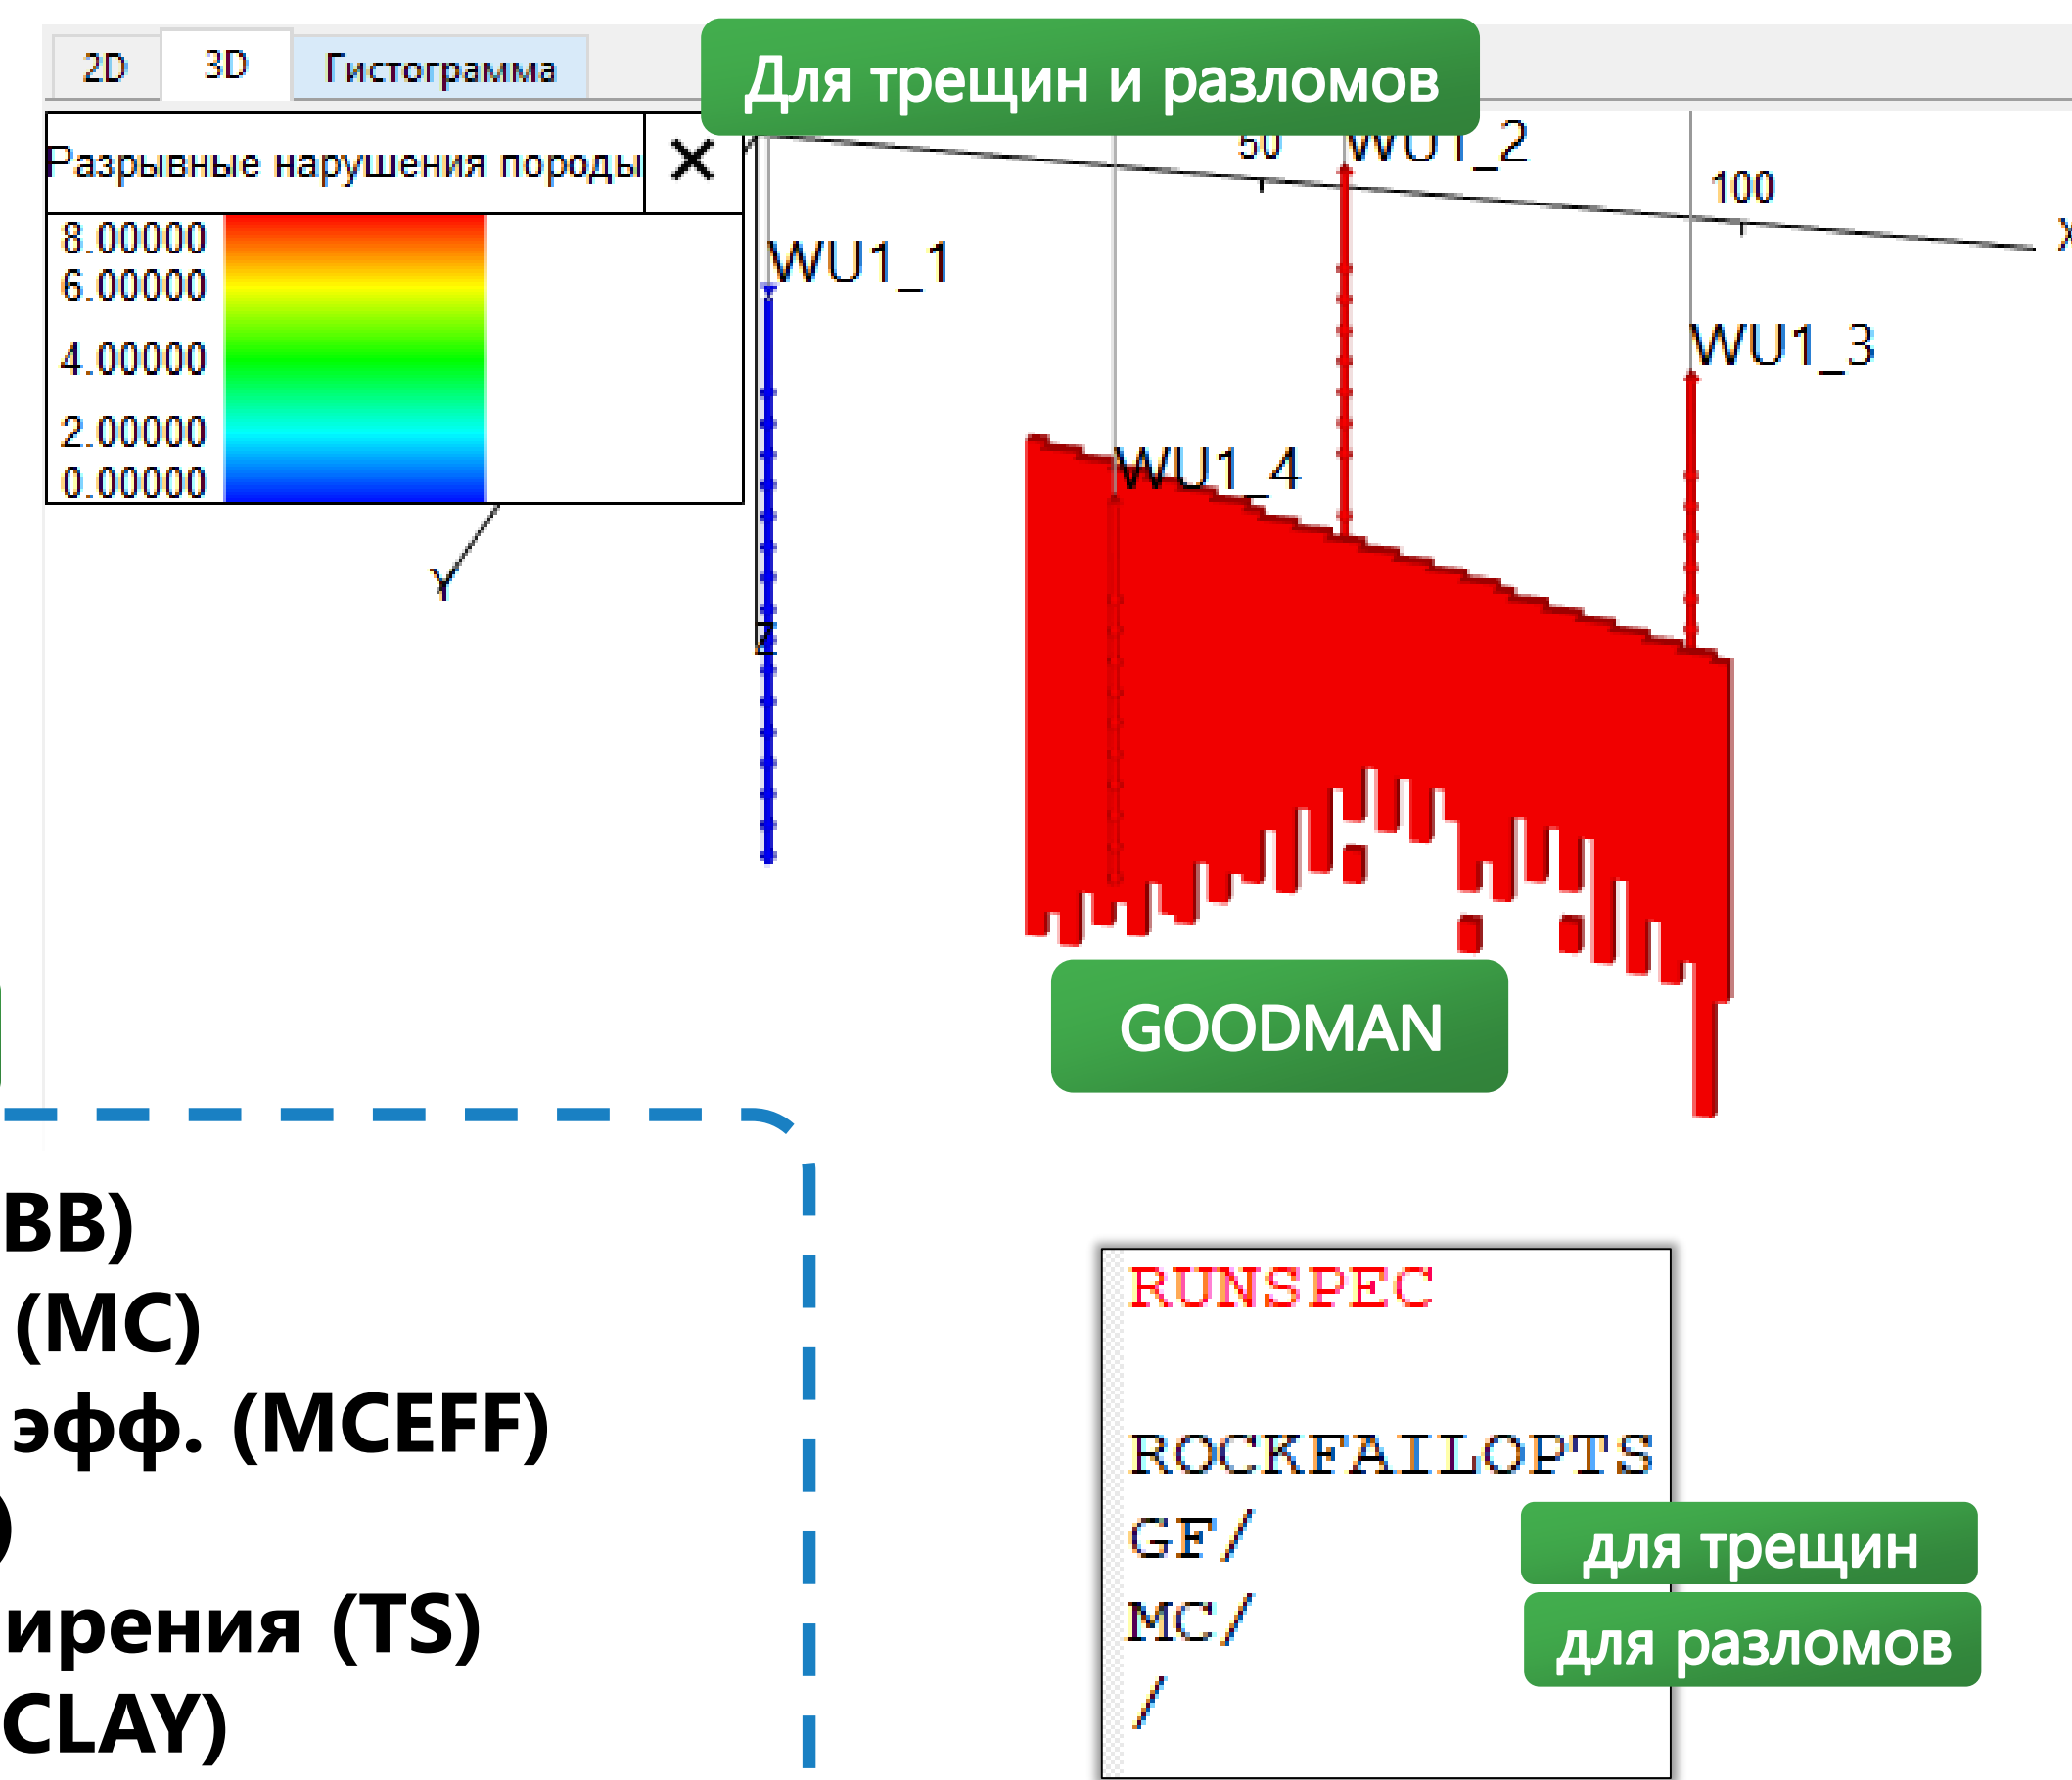 2D 3D Гистограмма
Для трещин и разломов
Разрывные нарушения породы
8.00000
6.00000
4.00000
2.00000
0.00000
50
WU1_2
100
X
WU1_1
WU1_3
WU1_4
Y
Z
GOODMAN
BB)
(MC)
эфф. (MCEFF)
)
ирения (TS)
CLAY)
RUNSPEC
ROCKFAILOPTS
GF/
для трещин
MC/
для разломов
/